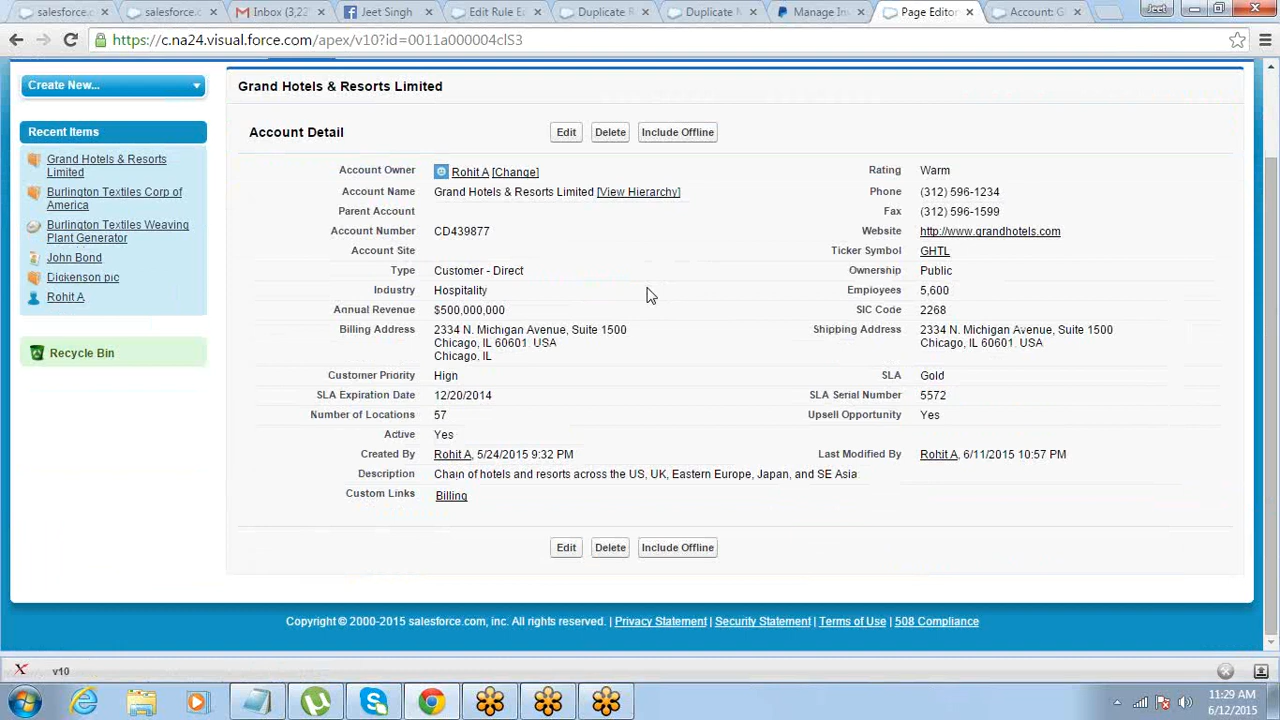 salesforce.c
salesforce.c
Inbox (3,22
Jeet Singh
Edit Rule E
Duplicate R
Duplicate M
Manage In
Page Editor
Account: G
Jeet
https://c.na24.visual.force.com/apex/v10?id=0011a000004clS3
Create New...
Recent Items
Grand Hotels & Resorts
Limited
Burlington Textiles Corp of
America
Burlington Textiles Weaving
Plant Generator
John Bond
Dickenson plc
Rohit A
Recycle Bin
Grand Hotels & Resorts Limited
Account Detail
Edit Delete Include Offline
Account Owner Rohit A [Change] Rating Warm
Account Name Grand Hotels & Resorts Limited [View Hierarchy] Phone (312) 596-1234
Parent Account Fax (312) 596-1599
Account Number CD439877 Website http://www.grandhotels.com
Account Site Ticker Symbol GHTL
Type Customer - Direct Ownership Public
Industry Hospitality Employees 5,600
Annual Revenue $500,000,000 SIC Code 2268
Billing Address 2334 N. Michigan Avenue, Suite 1500 Shipping Address 2334 N. Michigan Avenue, Suite 1500
Chicago, IL 60601, USA Chicago, IL 60601, USA
Chicago, IL
Customer Priority High SLA Gold
SLA Expiration Date 12/20/2014 SLA Serial Number 5572
Number of Locations 57 Upsell Opportunity Yes
Active Yes
Created By Rohit A, 5/24/2015 9:32 PM Last Modified By Rohit A, 6/11/2015 10:57 PM
Description Chain of hotels and resorts across the US, UK, Eastern Europe, Japan, and SE Asia
Custom Links Billing
Edit Delete Include Offline
Copyright © 2000-2015 salesforce.com, inc. All rights reserved. | Privacy Statement | Security Statement | Terms of Use | 508 Compliance
v10
11:29 AM
6/12/2015